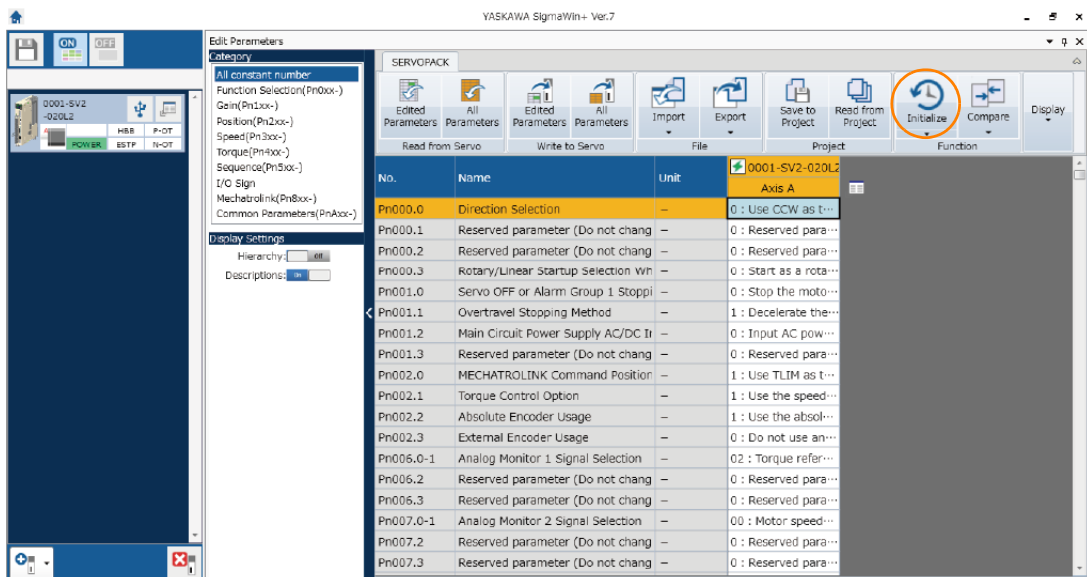 YASKAWA SigmaWin+ Ver.7
ON OFF
0001-SV2
-020L2
HBB P-OT
POWER ESTP N-OT
Edit Parameters
Category
All constant number
Function Selection(Pn0xx-)
Gain(Pn1xx-)
Position(Pn2xx-)
Speed(Pn3xx-)
Torque(Pn4xx-)
Sequence(Pn5xx-)
I/O Sign
Mechatrolink(Pn8xx-)
Common Parameters(PnAxx-)
Display Settings
Hierarchy: Off
Descriptions: On
SERVOPACK
Edited Parameters
All Parameters
Read from Servo
Edited Parameters
All Parameters
Write to Servo
Import
Export
File
Save to Project
Read from Project
Project
Initialize
Compare
Function
Display
No. Name Unit 0001-SV2-020L2
Axis A
Pn000.0 Direction Selection – 0 : Use CCW as t···
Pn000.1 Reserved parameter (Do not chang – 0 : Reserved para···
Pn000.2 Reserved parameter (Do not chang – 0 : Reserved para···
Pn000.3 Rotary/Linear Startup Selection Wh – 0 : Start as a rota···
Pn001.0 Servo OFF or Alarm Group 1 Stoppi – 0 : Stop the moto···
Pn001.1 Overtravel Stopping Method – 1 : Decelerate the···
Pn001.2 Main Circuit Power Supply AC/DC Ir – 0 : Input AC pow···
Pn001.3 Reserved parameter (Do not chang – 0 : Reserved para···
Pn002.0 MECHATROLINK Command Position – 1 : Use TLIM as t···
Pn002.1 Torque Control Option – 1 : Use the speed···
Pn002.2 Absolute Encoder Usage – 1 : Use the absol···
Pn002.3 External Encoder Usage – 0 : Do not use an···
Pn006.0-1 Analog Monitor 1 Signal Selection – 02 : Torque refer···
Pn006.2 Reserved parameter (Do not chang – 0 : Reserved para···
Pn006.3 Reserved parameter (Do not chang – 0 : Reserved para···
Pn007.0-1 Analog Monitor 2 Signal Selection – 00 : Motor speed···
Pn007.2 Reserved parameter (Do not chang – 0 : Reserved para···
Pn007.3 Reserved parameter (Do not chang – 0 : Reserved para···